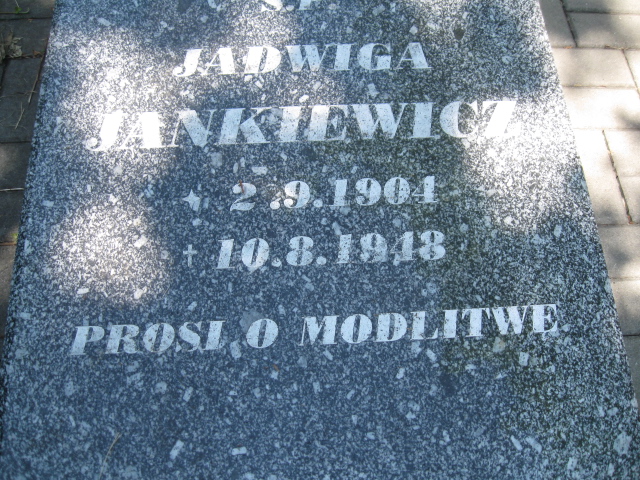 Ś.P.
JADWIGA
JANKIEWICZ
2.9.1904
† 10.8.1948
PROSI O MODLITWE